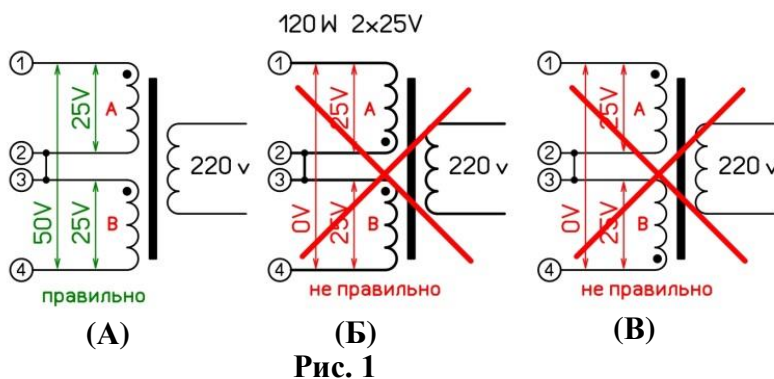 120W 2x25V
1
2
3
4
50V
25V
25V
A
B
220 v
правильно
(А)
1
2
3
4
0V
25V
25V
A
B
220 v
не правильно
(Б)
1
2
3
4
0V
25V
25V
A
B
220 v
не правильно
(В)
Рис. 1